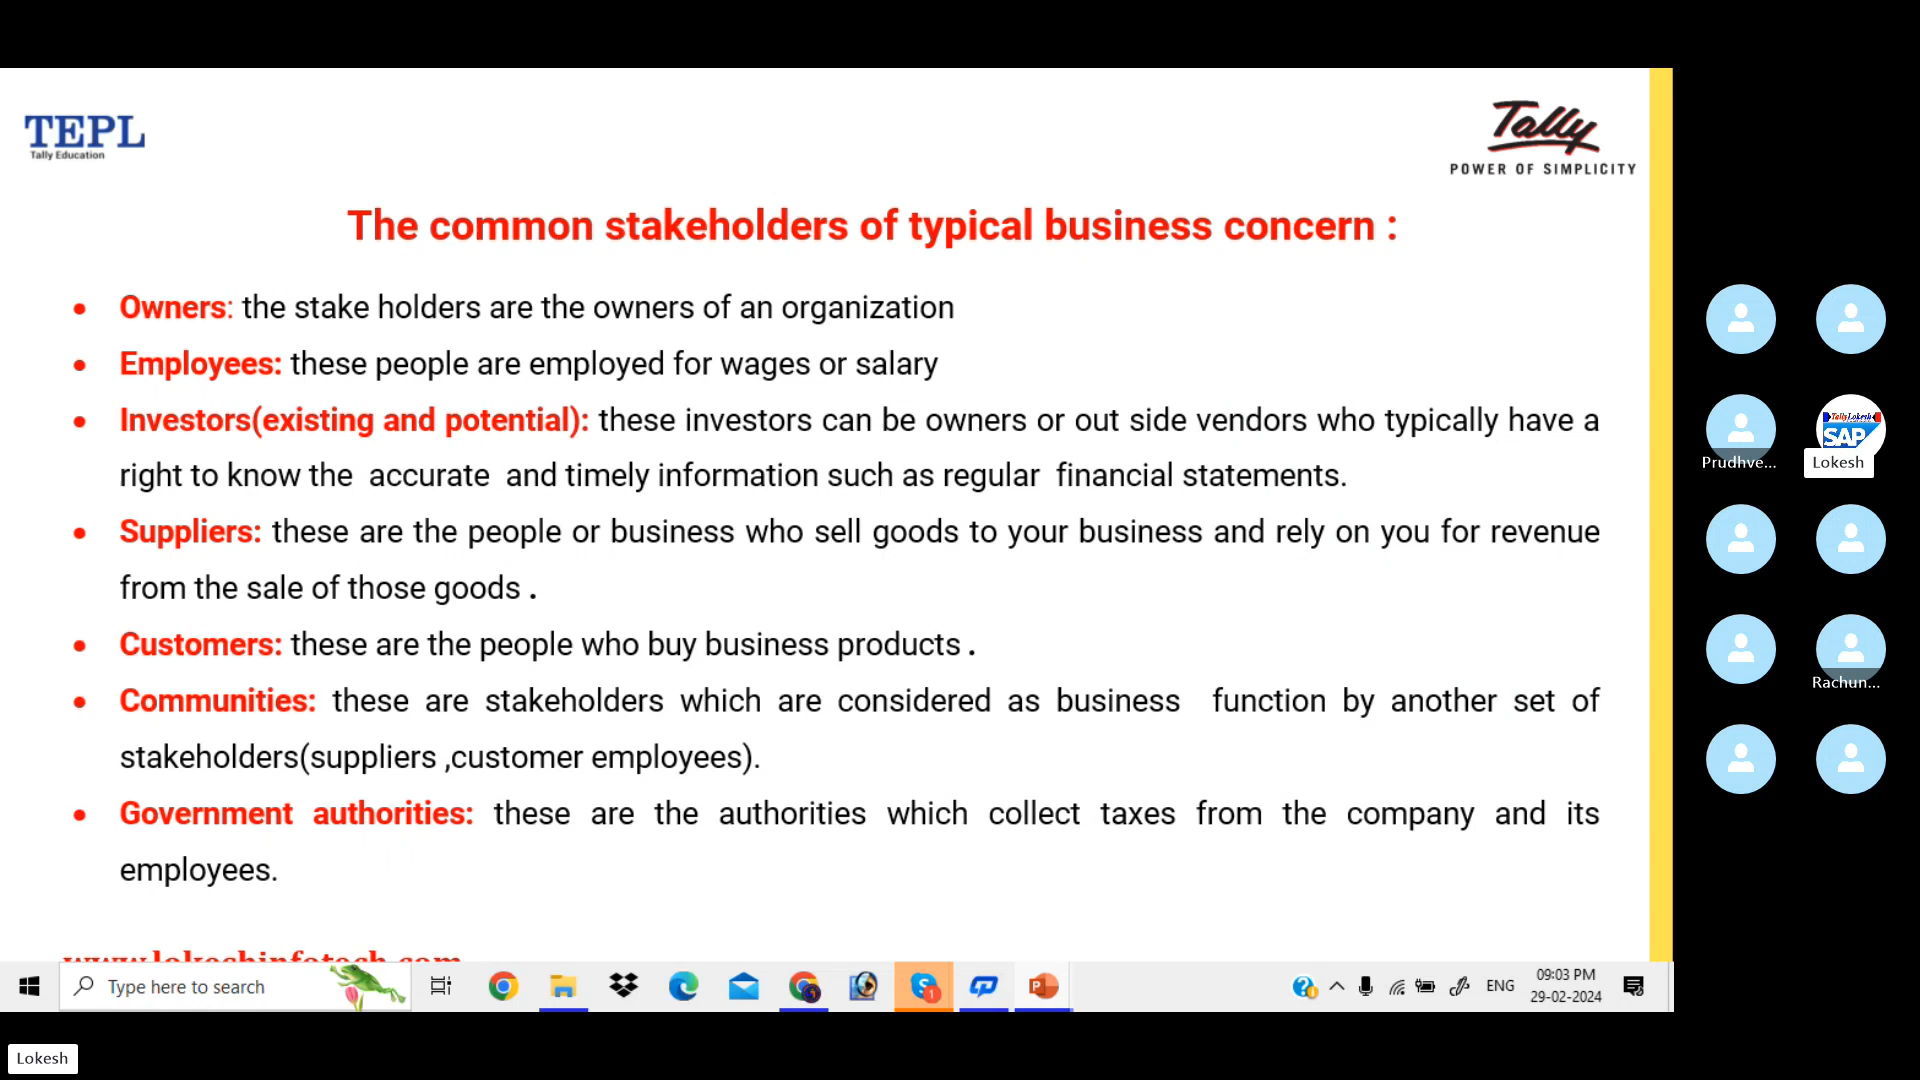 TEPL
Tally Education
Tally
POWER OF SIMPLICITY
The common stakeholders of typical business concern :
• Owners: the stake holders are the owners of an organization
• Employees: these people are employed for wages or salary
• Investors(existing and potential): these investors can be owners or out side vendors who typically have a
right to know the accurate and timely information such as regular financial statements.
• Suppliers: these are the people or business who sell goods to your business and rely on you for revenue
from the sale of those goods .
• Customers: these are the people who buy business products .
• Communities: these are stakeholders which are considered as business function by another set of
stakeholders(suppliers ,customer employees).
• Government authorities: these are the authorities which collect taxes from the company and its
employees.
www.lokeshinfotech.com
Type here to search
1
ENG
09:03 PM
29-02-2024
Prudhve...
TallyLokesh
SAP
Lokesh
Rachun...
Lokesh